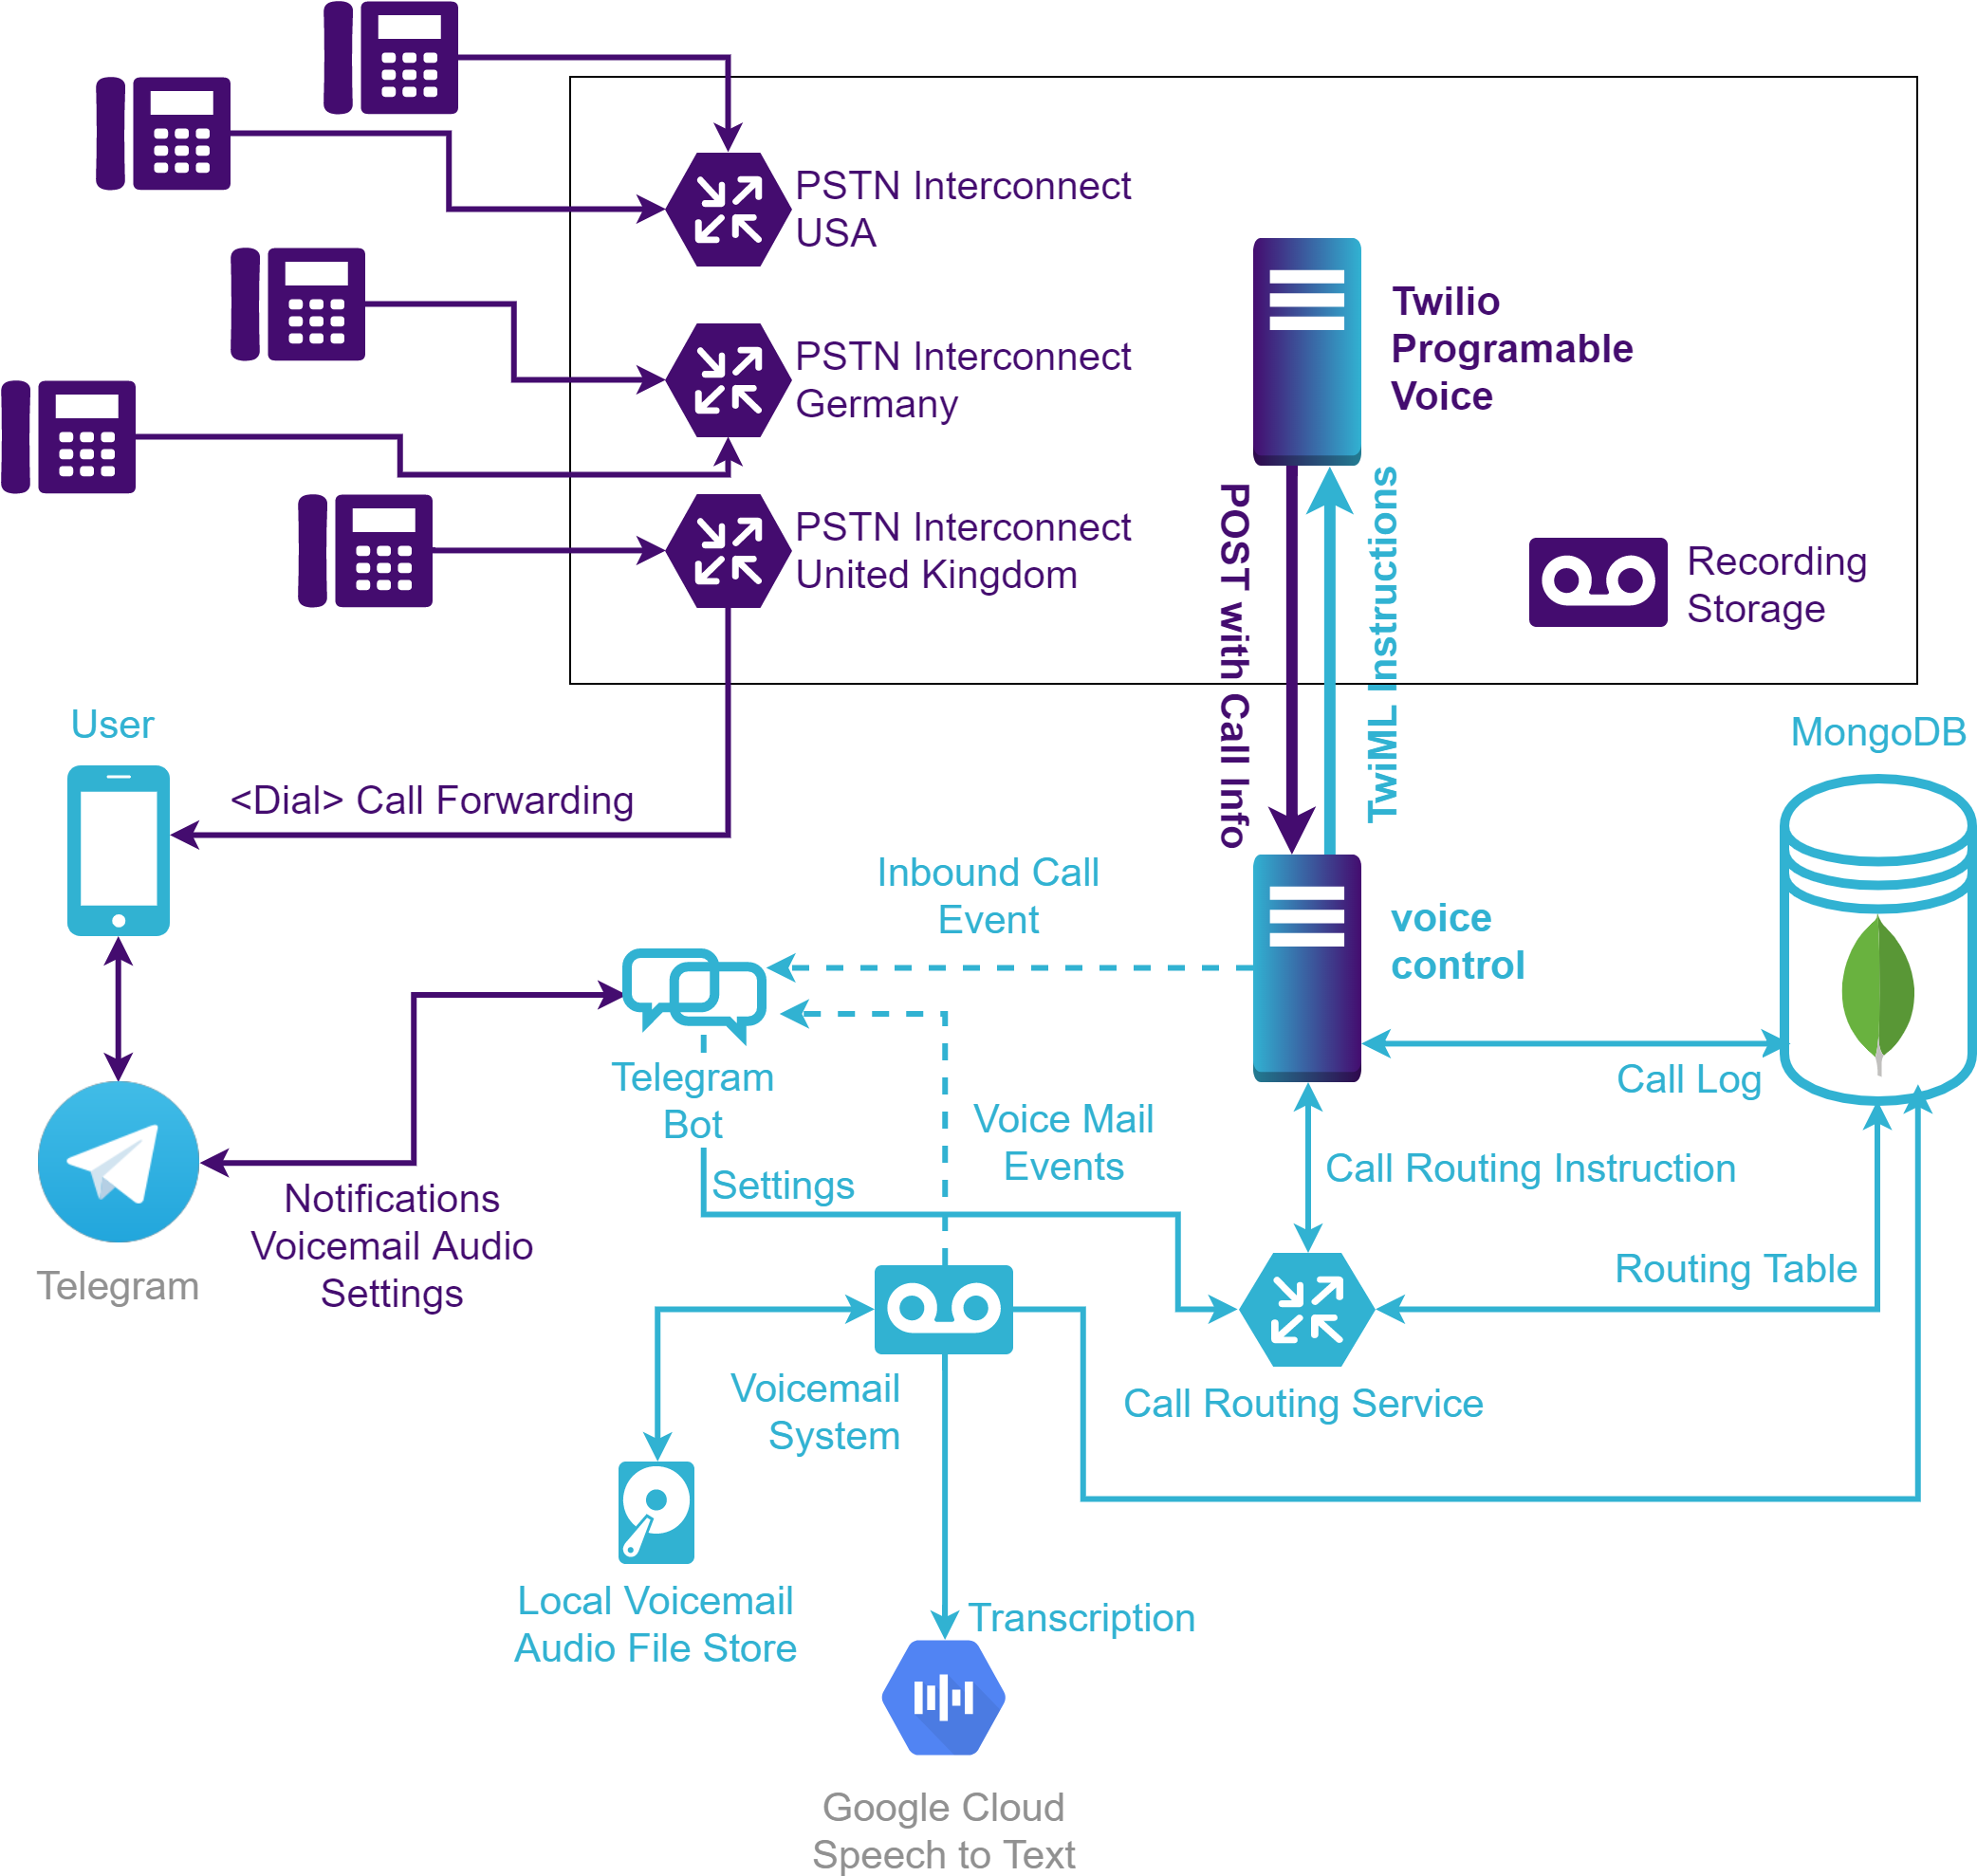 PSTN Interconnect
USA
PSTN Interconnect
Germany
PSTN Interconnect
United Kingdom
Twilio
Programable
Voice
Recording
Storage
POST with Call Info
TwiML Instructions
User
<Dial> Call Forwarding
MongoDB
Inbound Call
Event
voice
control
Call Log
Telegram
Bot
Voice Mail
Events
Settings
Call Routing Instruction
Notifications
Voicemail Audio
Settings
Telegram
Routing Table
Voicemail
System
Call Routing Service
Local Voicemail
Audio File Store
Transcription
Google Cloud
Speech to Text